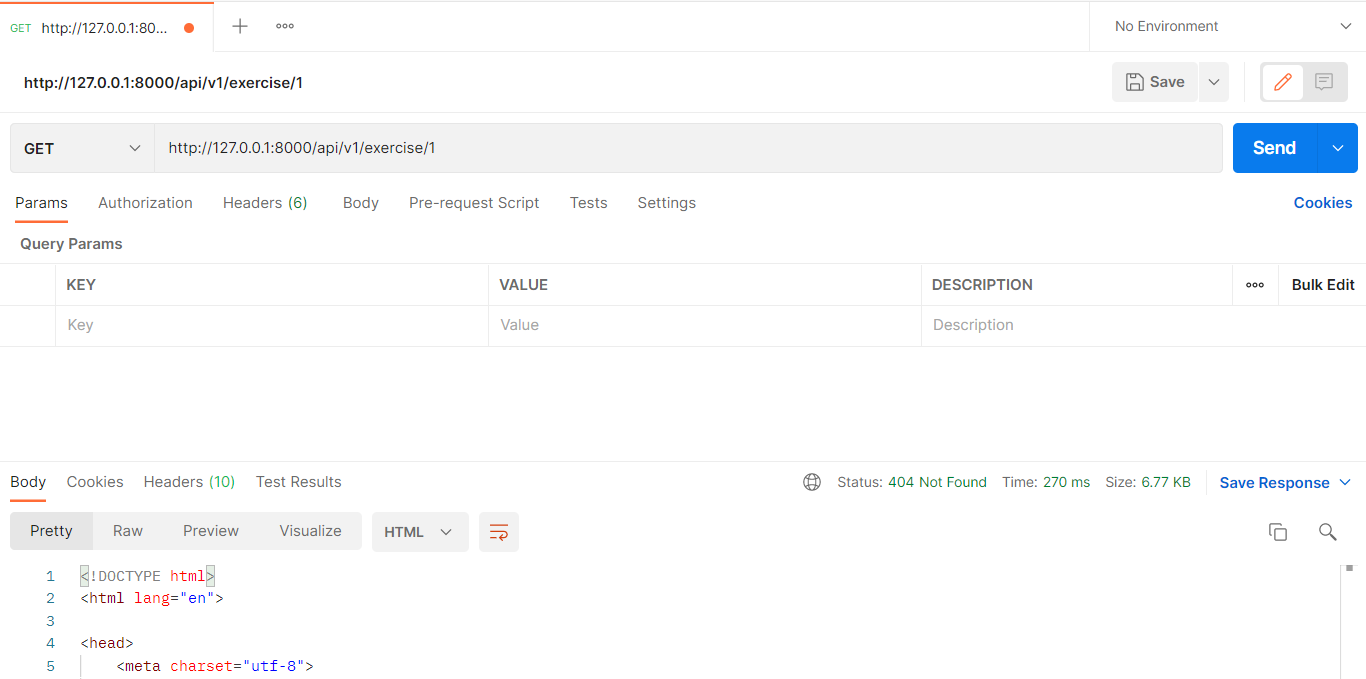 GET http://127.0.0.1:80... No Environment
http://127.0.0.1:8000/api/v1/exercise/1 Save
GET http://127.0.0.1:8000/api/v1/exercise/1 Send
Params Authorization Headers (6) Body Pre-request Script Tests Settings Cookies
Query Params
KEY VALUE DESCRIPTION Bulk Edit
Key Value Description
Body Cookies Headers (10) Test Results Status: 404 Not Found Time: 270 ms Size: 6.77 KB Save Response
Pretty Raw Preview Visualize HTML
1 <!DOCTYPE html>
2 <html lang="en">
3
4 <head>
5 <meta charset="utf-8">